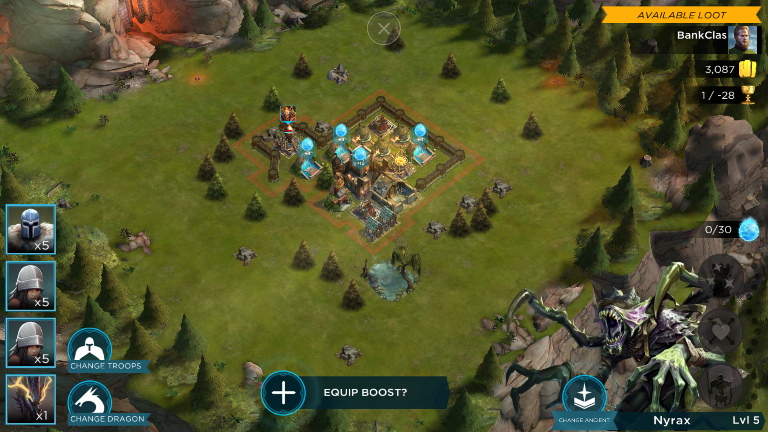 AVAILABLE LOOT
BankClas
3,087
1 / -28
0/30
x5
x5
x5
x1
CHANGE TROOPS
CHANGE DRAGON
EQUIP BOOST?
CHANGE ANCIENT
Nyrax Lvl 5